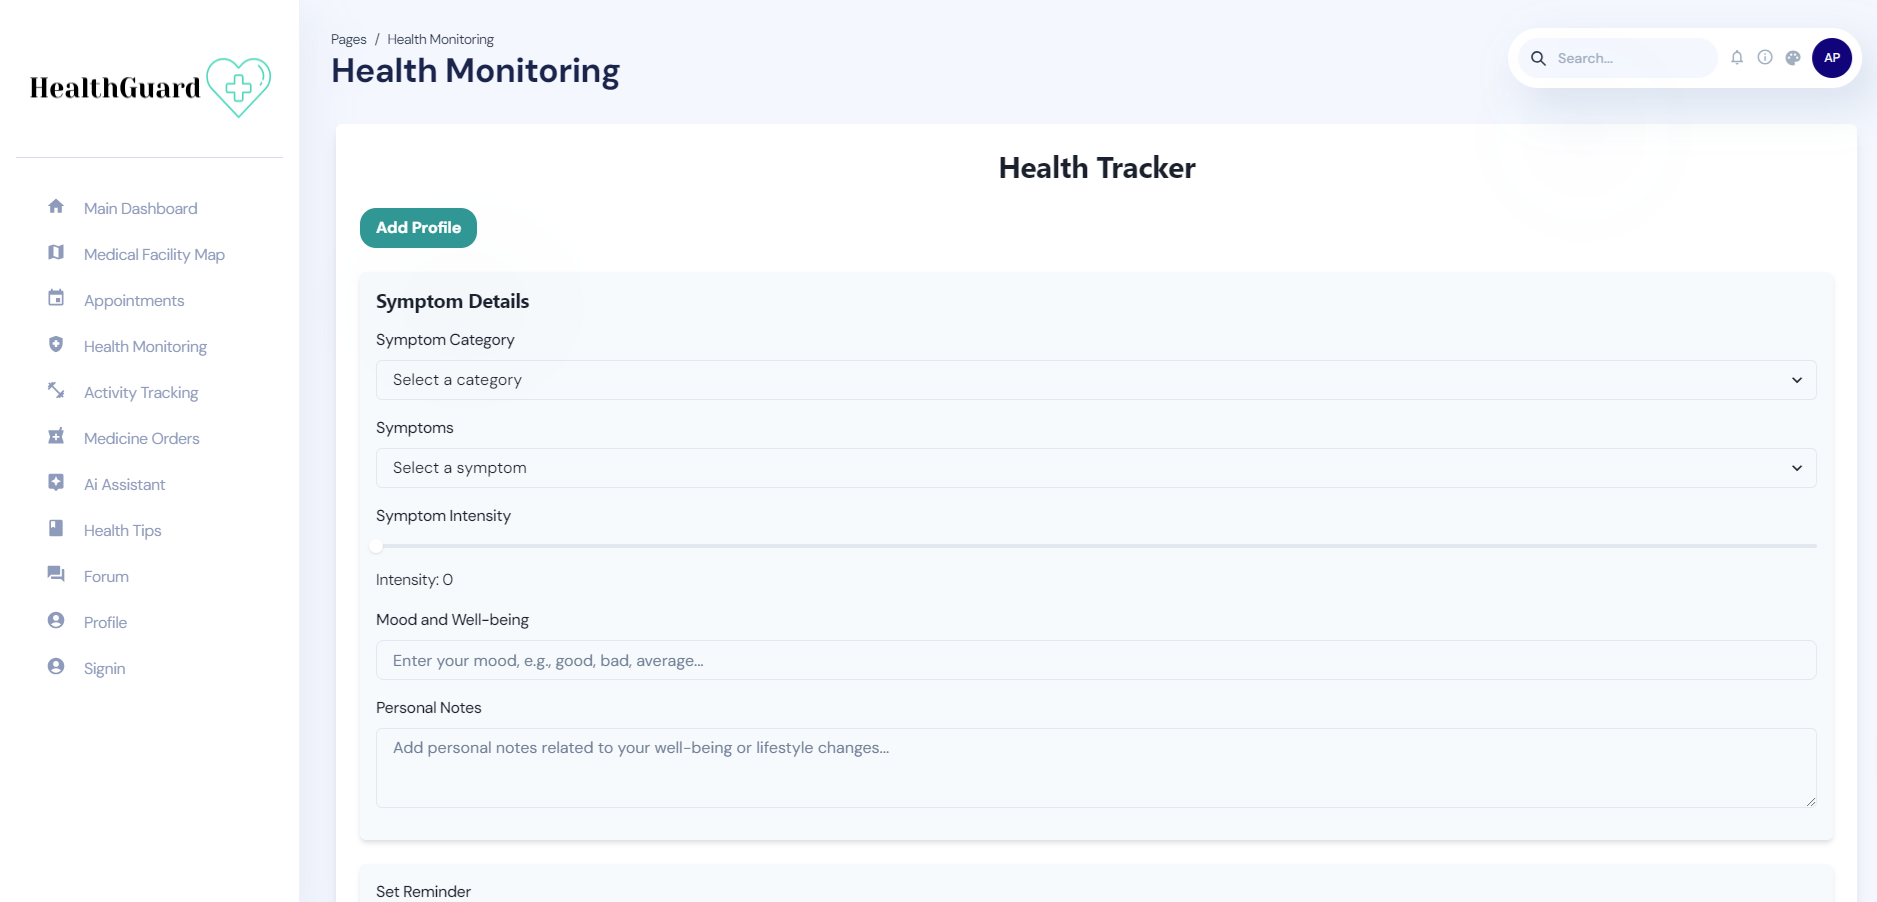 HealthGuard
Main Dashboard
Medical Facility Map
Appointments
Health Monitoring
Activity Tracking
Medicine Orders
Ai Assistant
Health Tips
Forum
Profile
Signin
Pages / Health Monitoring
Health Monitoring
Search...
AP
Health Tracker
Add Profile
Symptom Details
Symptom Category
Select a category
Symptoms
Select a symptom
Symptom Intensity
Intensity: 0
Mood and Well-being
Enter your mood, e.g., good, bad, average...
Personal Notes
Add personal notes related to your well-being or lifestyle changes...
Set Reminder